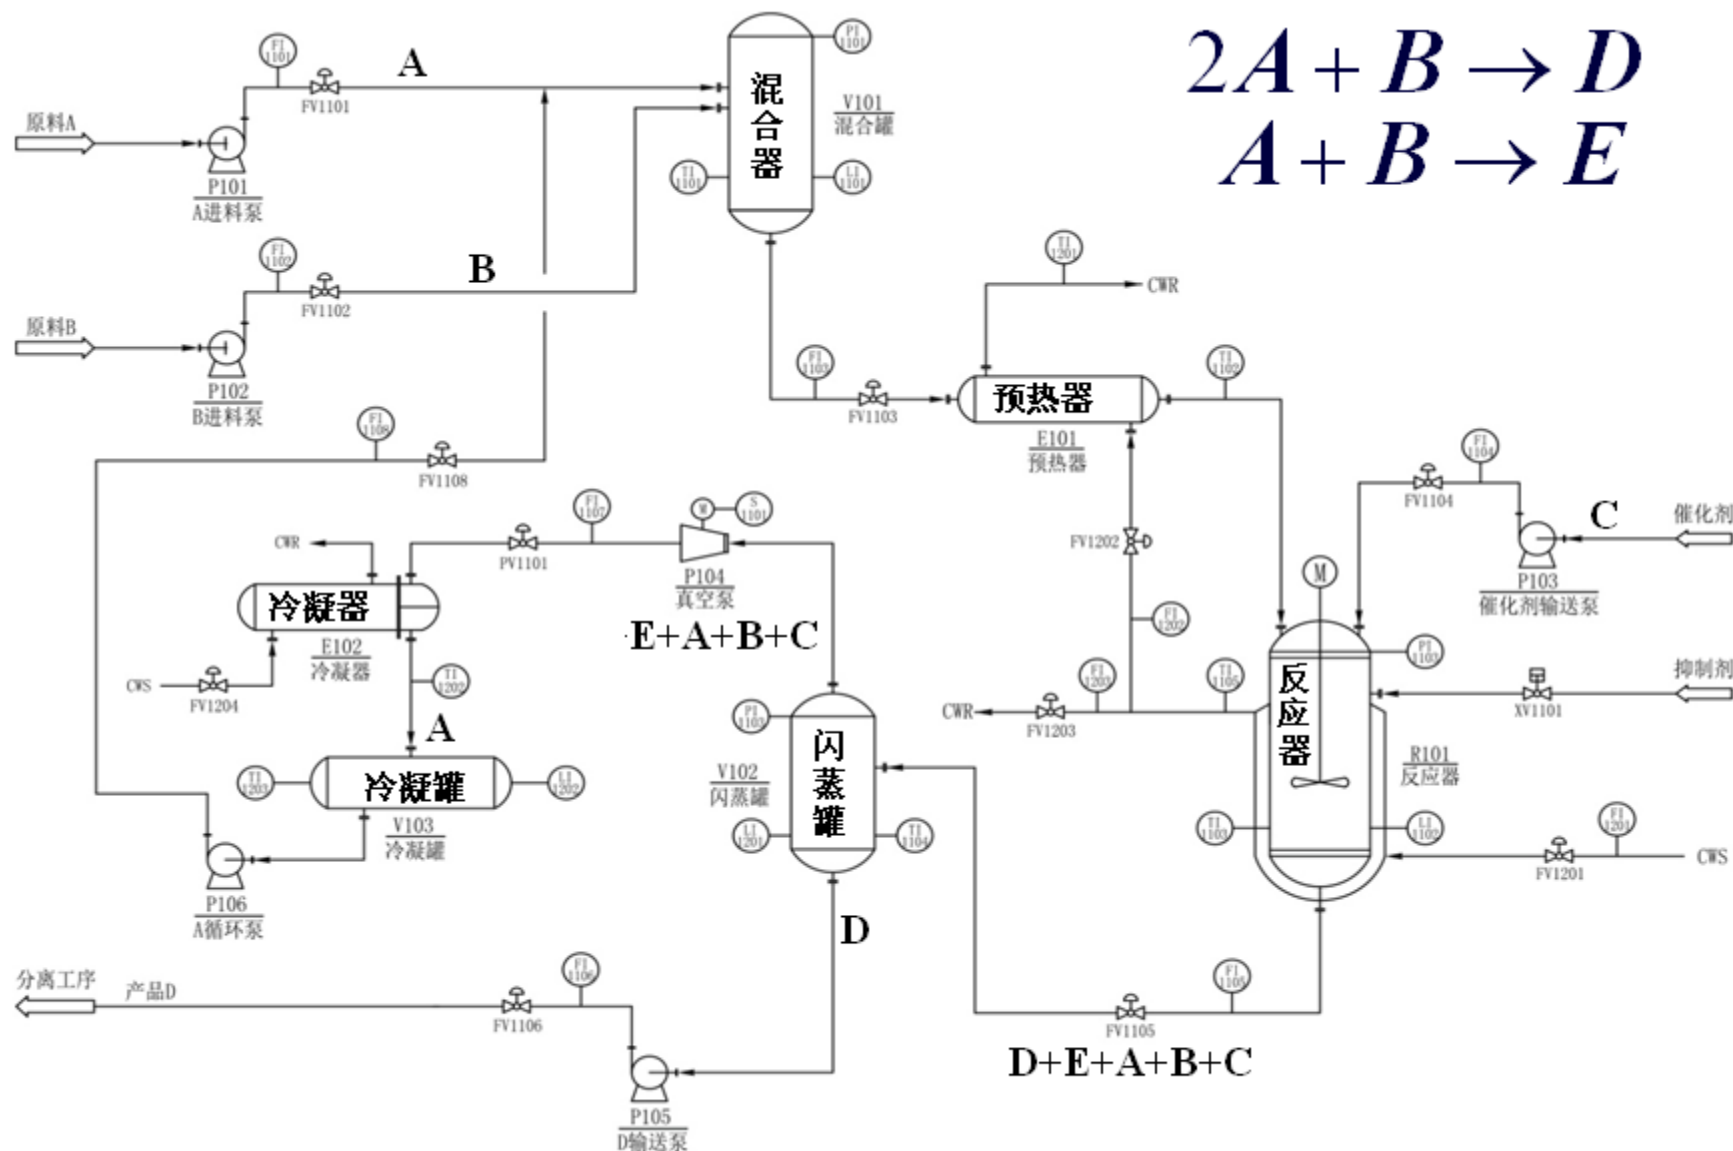 2A + B → D
A + B → E
FI
1101
A
FV1101
原料A
P101
A进料泵
PI
1101
混合器
V101
混合罐
TI
1101
LI
1101
FI
1102
B
FV1102
原料B
P102
B进料泵
TI
1201
CWR
FI
1103
FV1103
预热器
E101
预热器
TI
1102
FI
1108
FV1108
FI
1104
FV1104
C
催化剂
P103
催化剂输送泵
CWR
PV1101
FI
1107
M
S
1101
P104
真空泵
E+A+B+C
冷凝器
E102
冷凝器
CWS
FV1204
TI
1202
A
FV1202
FI
1202
M
PI
1103
抑制剂
XV1101
反应器
R101
反应器
CWR
FV1203
FI
1203
TI
1105
PI
1103
V102
闪蒸罐
闪蒸罐
LI
1201
TI
1104
TI
1203
冷凝罐
LI
1202
V103
冷凝罐
P106
A循环泵
TI
1103
LI
1102
FI
1201
FV1201
CWS
D
分离工序
产品D
FV1106
FI
1106
P105
D输送泵
FI
1105
FV1105
D+E+A+B+C